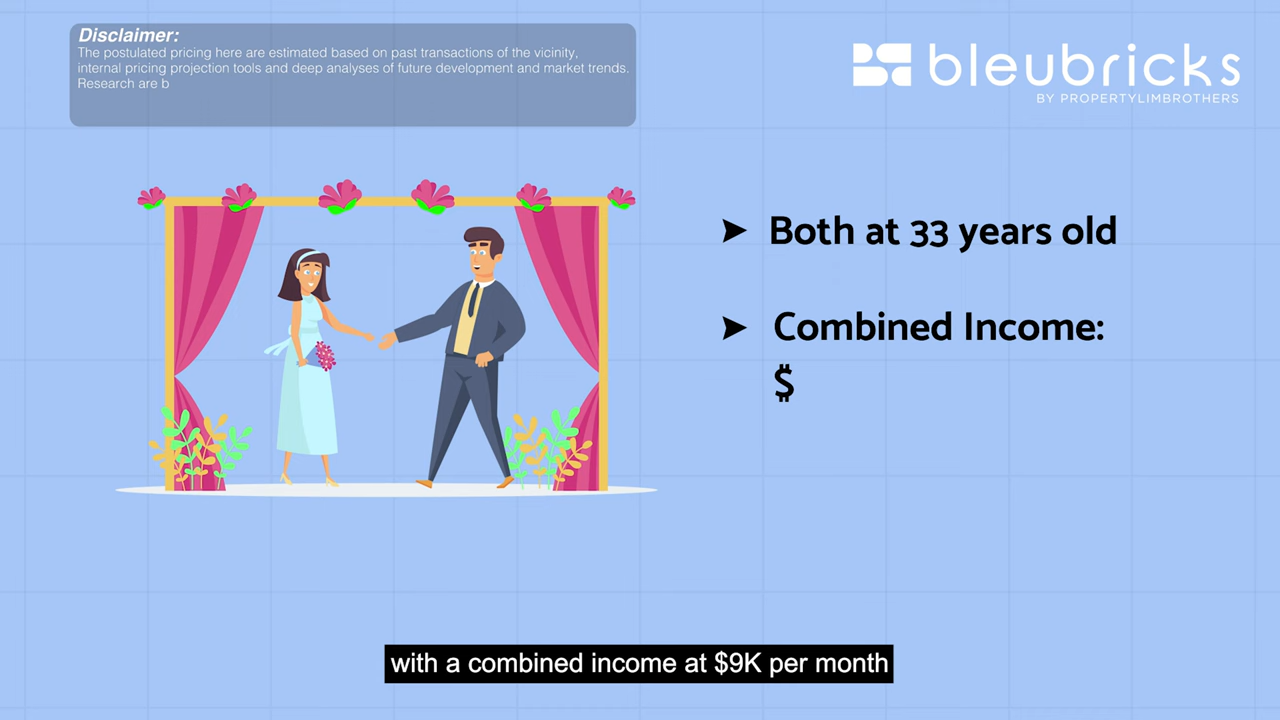 Disclaimer:
The postulated pricing here are estimated based on past transactions of the vicinity,
internal pricing projection tools and deep analyses of future development and market trends.
Research are b
bleubricks
BY PROPERTYLIMBROTHERS
➤ Both at 33 years old
➤ Combined Income:
$
with a combined income at $9K per month